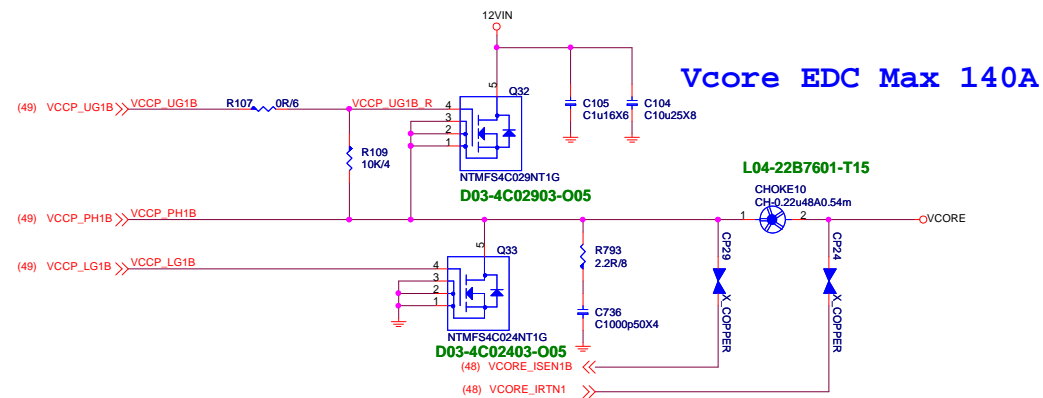 12VIN
Vcore EDC Max 140A
(49) VCCP_UG1B VCCP_UG1B R107 0R/6 VCCP_UG1B_R
5 Q32
4
3
2
1
C105
C1u16X6
C104
C10u25X8
R109
10K/4
NTMFS4C029NT1G
D03-4C02903-O05
L04-22B7601-T15
CHOKE10
CH-0.22u48A0.54m
(49) VCCP_PH1B VCCP_PH1B
1 2
VCORE
5 Q33
(49) VCCP_LG1B VCCP_LG1B
4
3
2
1
R793
2.2R/8
CP29
X_COPPER
CP24
X_COPPER
C736
C1000p50X4
NTMFS4C024NT1G
D03-4C02403-O05
(48) VCORE_ISEN1B
(48) VCORE_IRTN1